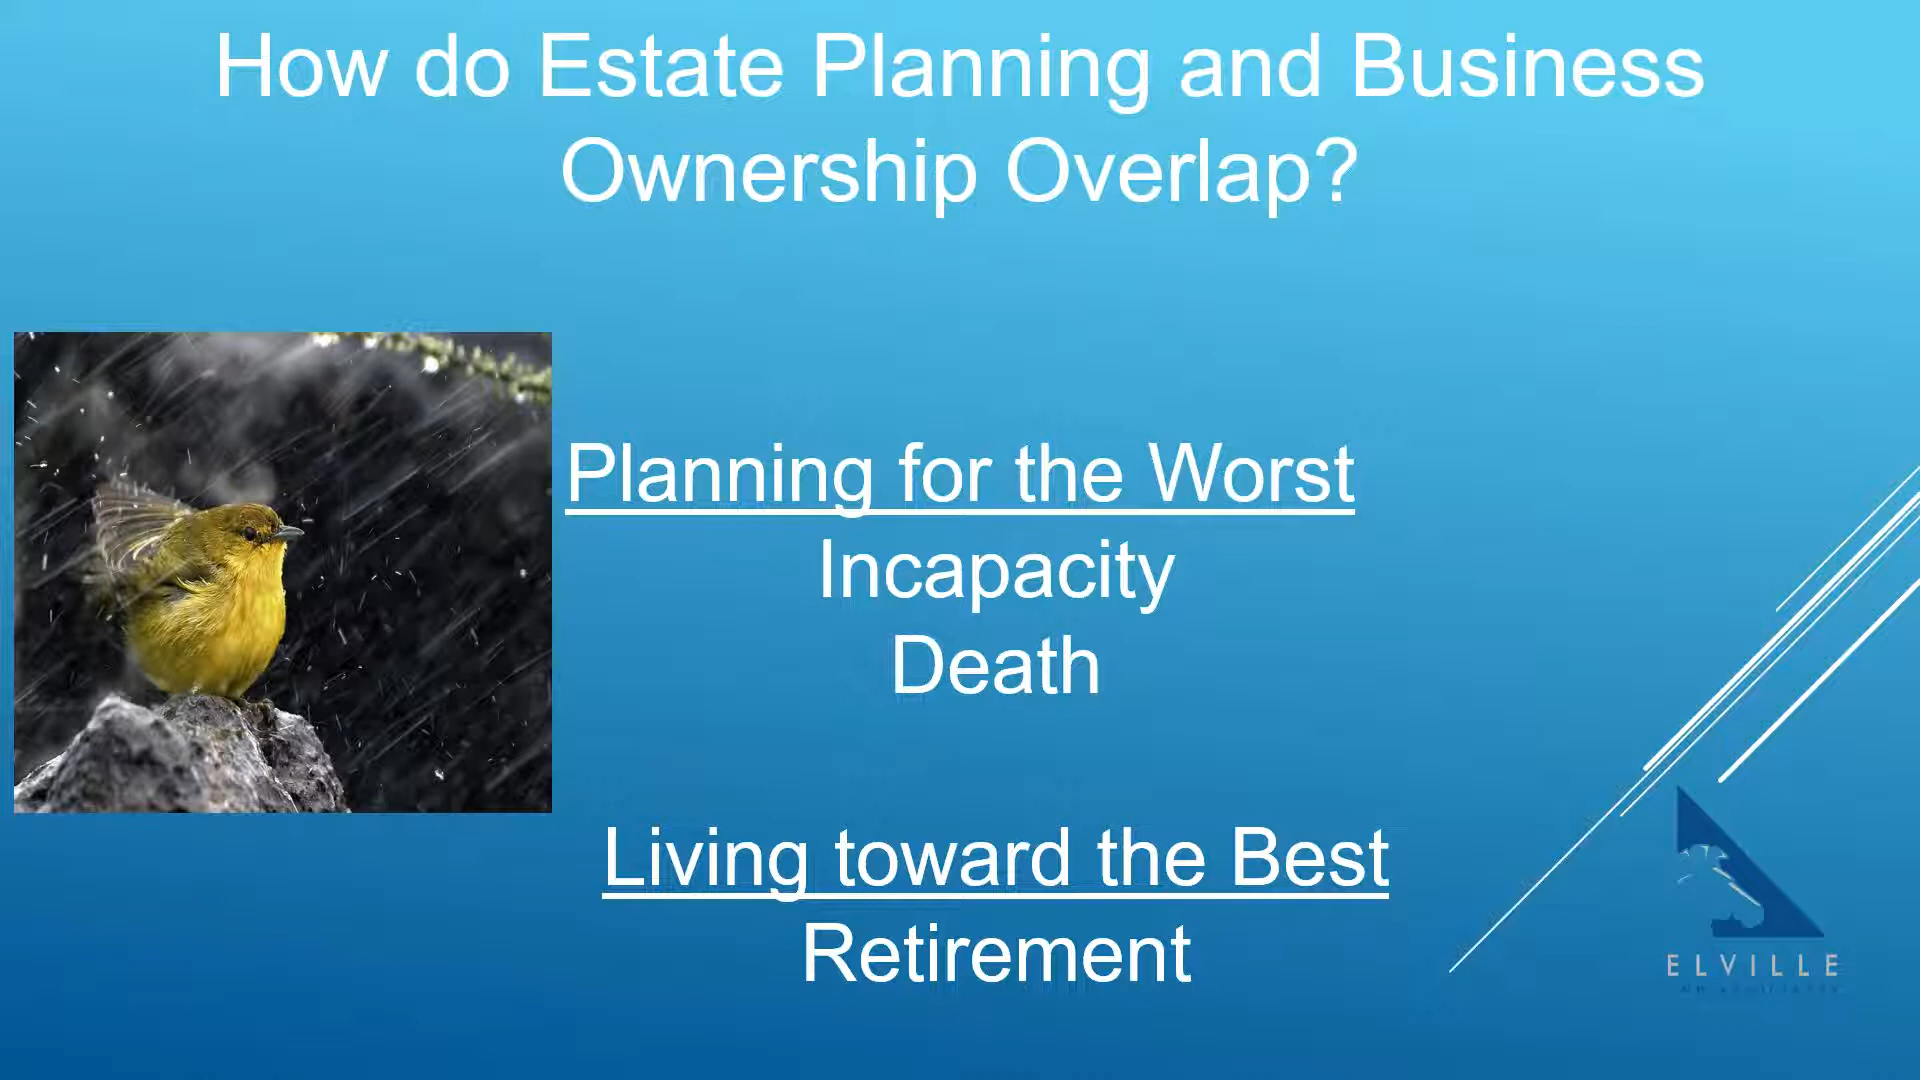 How do Estate Planning and Business
Ownership Overlap?
Planning for the Worst
Incapacity
Death
Living toward the Best
Retirement
ELVILLE